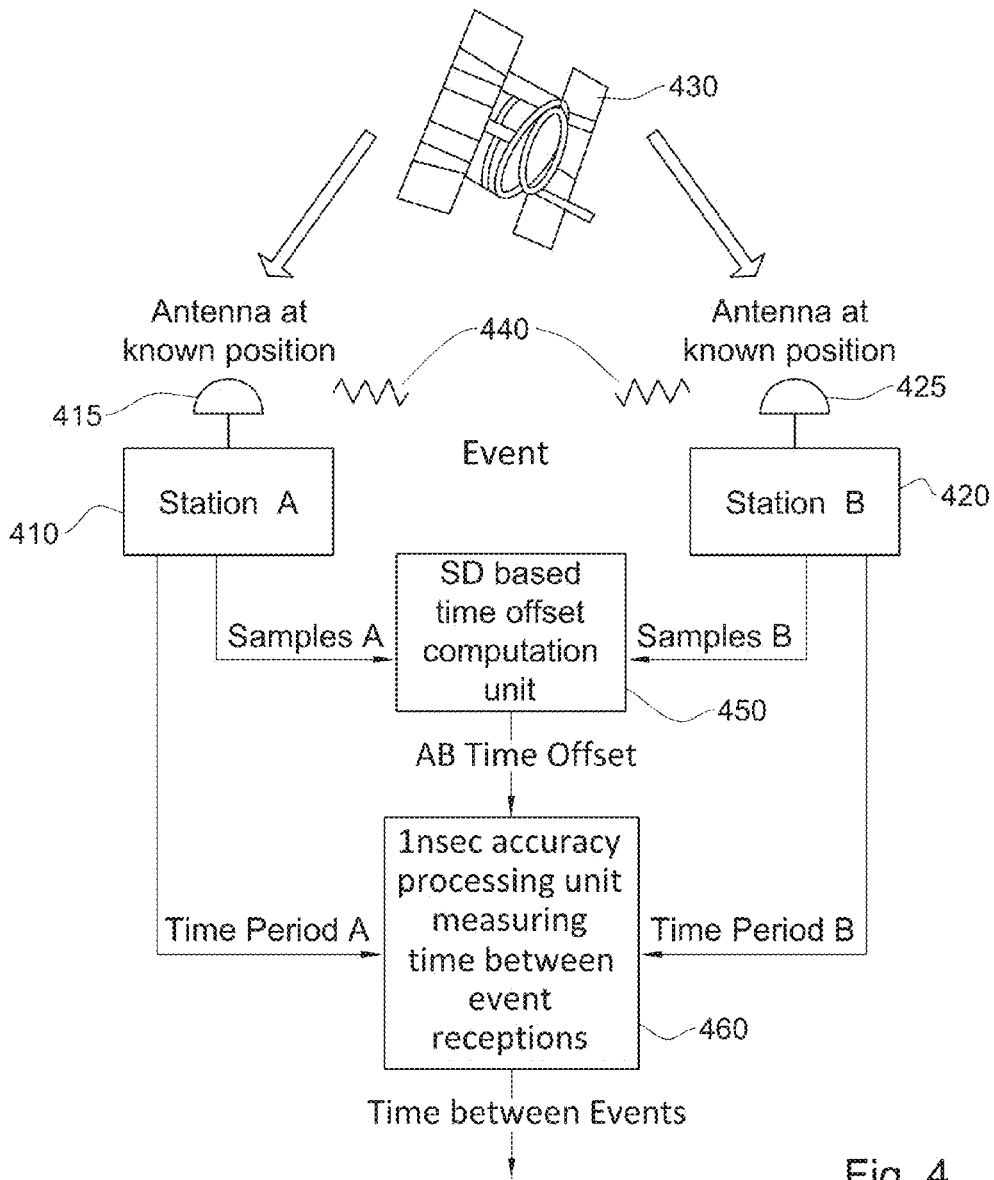 430
Antenna at
known position
440
Antenna at
known position
415
425
Event
Station A
Station B
410
420
SD based
time offset
computation
unit
Samples A
Samples B
450
AB Time Offset
1nsec accuracy
processing unit
measuring
time between
event
receptions
Time Period A
Time Period B
460
Time between Events
Fig. 4